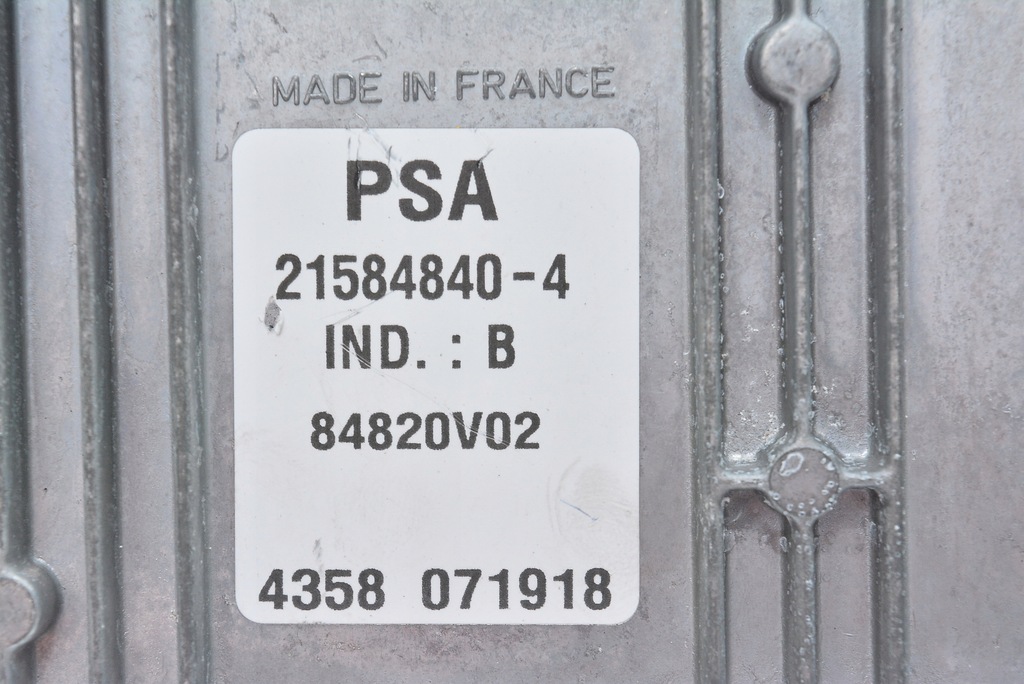 MADE IN FRANCE
PSA
21584840-4
IND. : B
84820V02
4358 071918